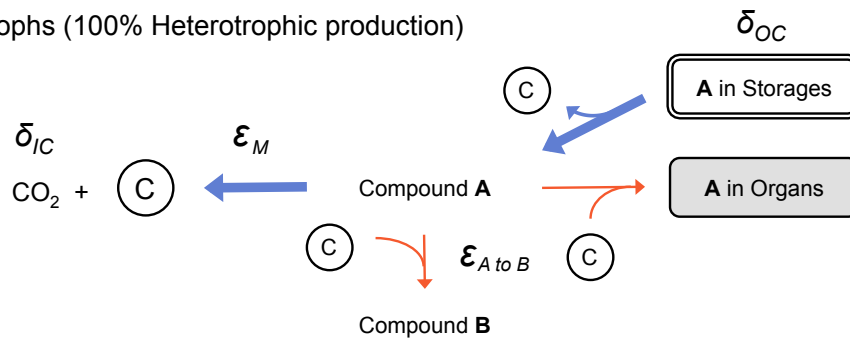 ophs (100% Heterotrophic production)
δOC
C
A in Storages
δIC
εM
CO₂ +
C
Compound A
A in Organs
C
εA to B
C
Compound B